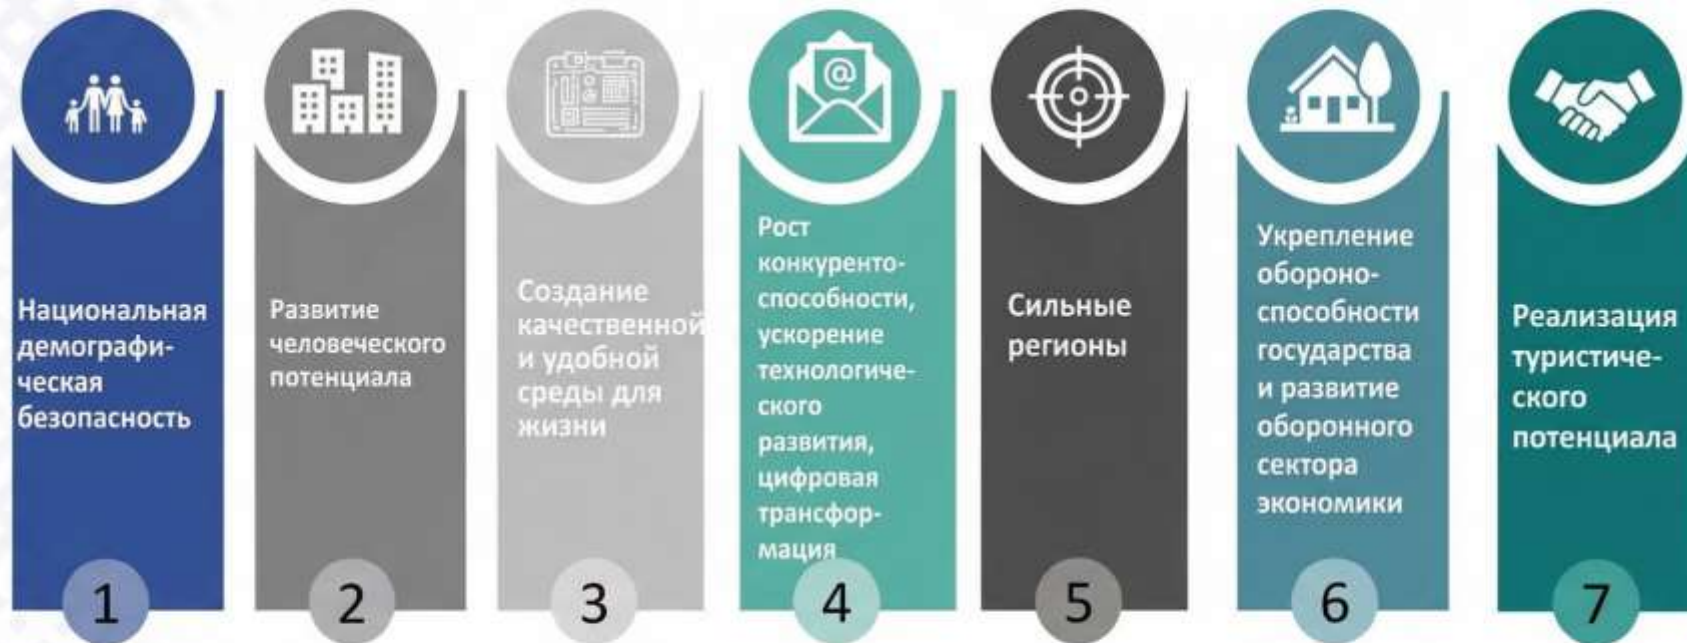 Национальная
демографи-
ческая
безопасность
1
Развитие
человеческого
потенциала
2
Создание
качественной
и удобной
среды для
жизни
3
@
Рост
конкуренто-
способности,
ускорение
технологиче-
ского
развития,
цифровая
трансфор-
мация
4
Сильные
регионы
5
Укрепление
обороно-
способности
государства
и развитие
оборонного
сектора
экономики
6
Реализация
туристиче-
ского
потенциала
7